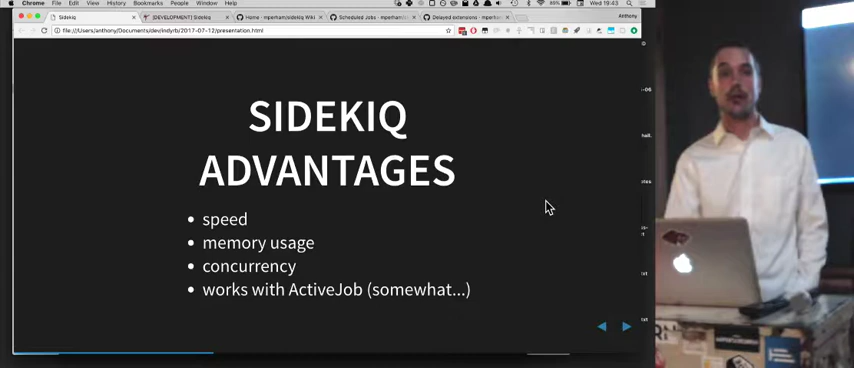 Chrome File Edit View History Bookmarks People Window Help
Wed 19:43
Sidekiq
[DEVELOPMENT] Sidekiq
Home · mperham/sidekiq Wiki
Scheduled Jobs · mperham
Delayed extensions · mperham
Anthony
file:///Users/anthony/Documents/dev/indyrb/2017-07-12/presentation.html
SIDEKIQ
ADVANTAGES
• speed
• memory usage
• concurrency
• works with ActiveJob (somewhat...)